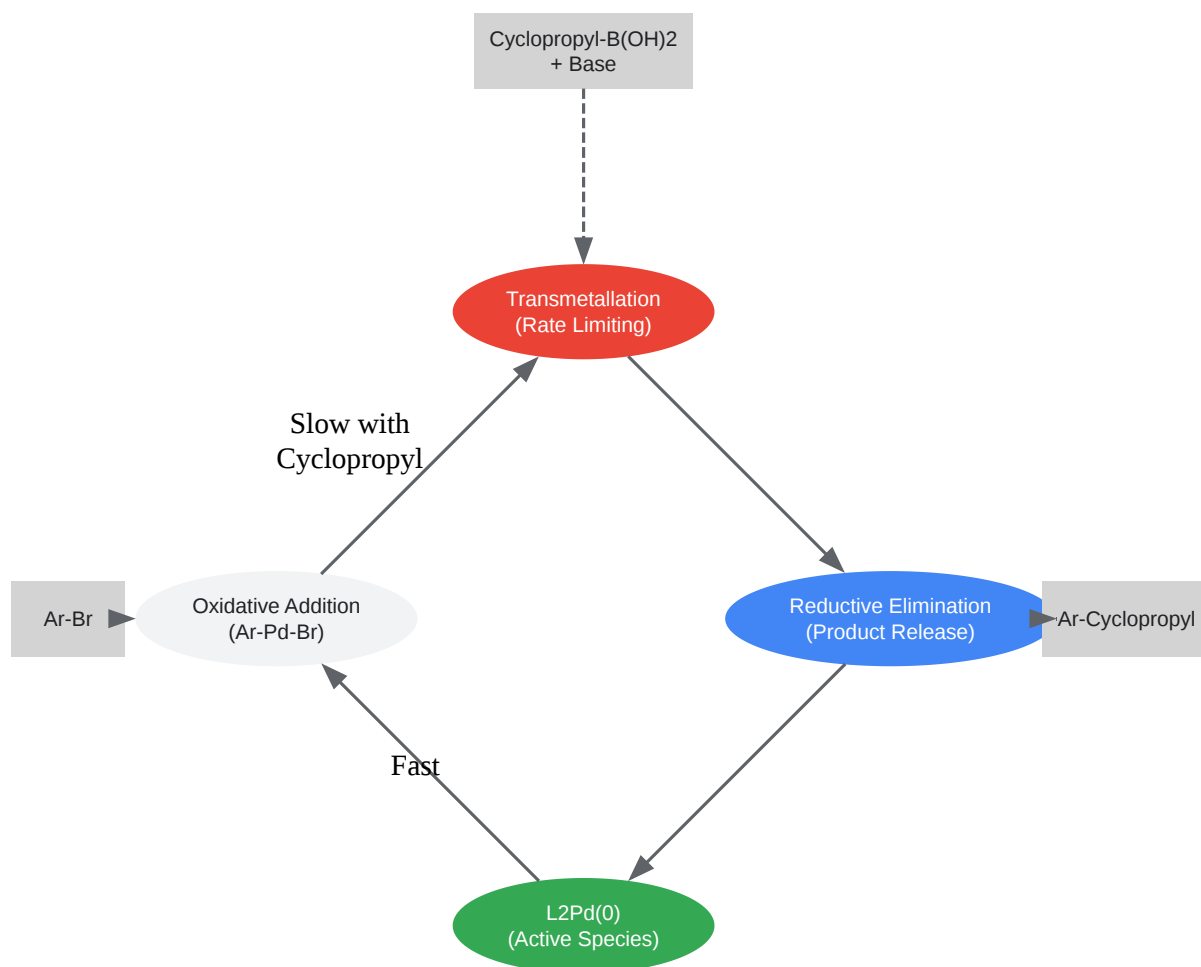 Cyclopropyl-B(OH)2
+ Base
Transmetallation
(Rate Limiting)
Slow with
Cyclopropyl
Ar-Br
Oxidative Addition
(Ar-Pd-Br)
Reductive Elimination
(Product Release)
Ar-Cyclopropyl
Fast
L2Pd(0)
(Active Species)